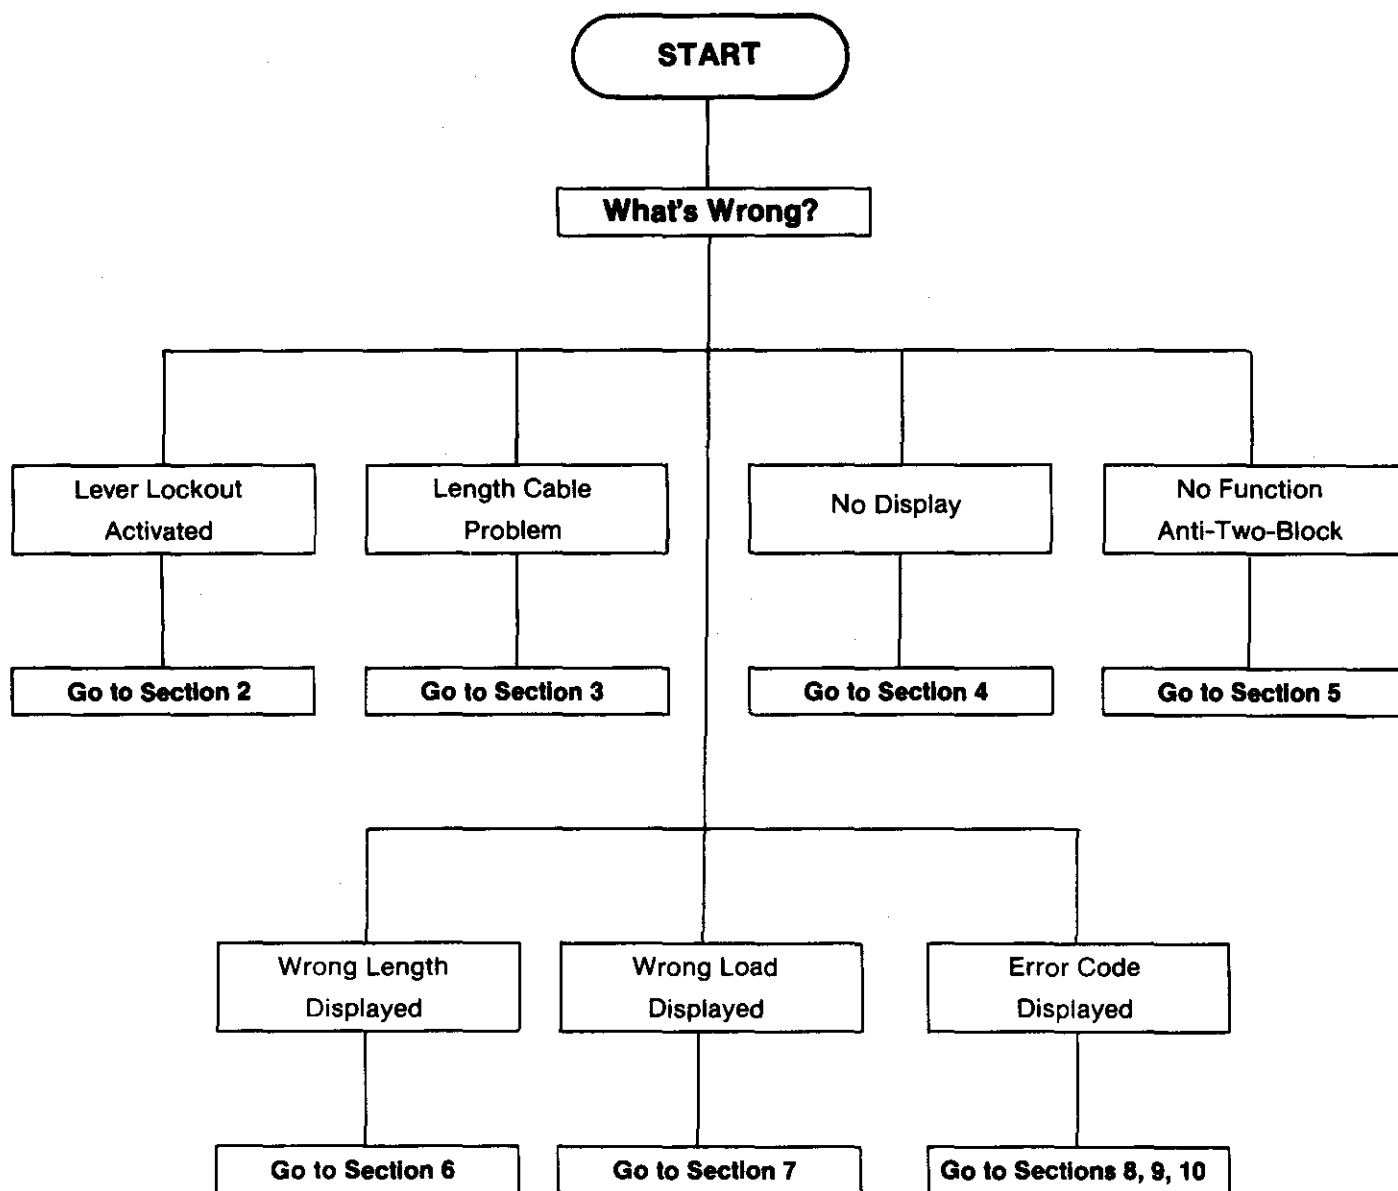 START
What's Wrong?
Lever Lockout
Activated
Length Cable
Problem
No Display
No Function
Anti-Two-Block
Go to Section 2
Go to Section 3
Go to Section 4
Go to Section 5
Wrong Length
Displayed
Wrong Load
Displayed
Error Code
Displayed
Go to Section 6
Go to Section 7
Go to Sections 8, 9, 10